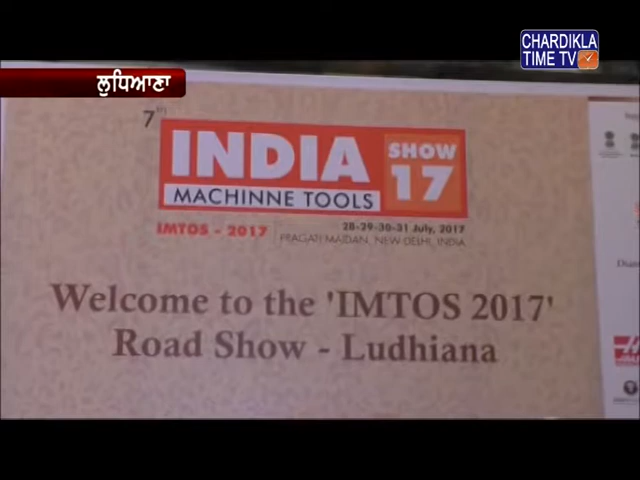 CHARDIKLA
TIME TV
ਲੁਧਿਆਣਾ
7th
INDIA
MACHINNE TOOLS
SHOW
17
IMTOS - 2017
28-29-30-31 July, 2017
PRAGATI MAIDAN, NEW-DELHI, INDIA
Welcome to the 'IMTOS 2017'
Road Show - Ludhiana